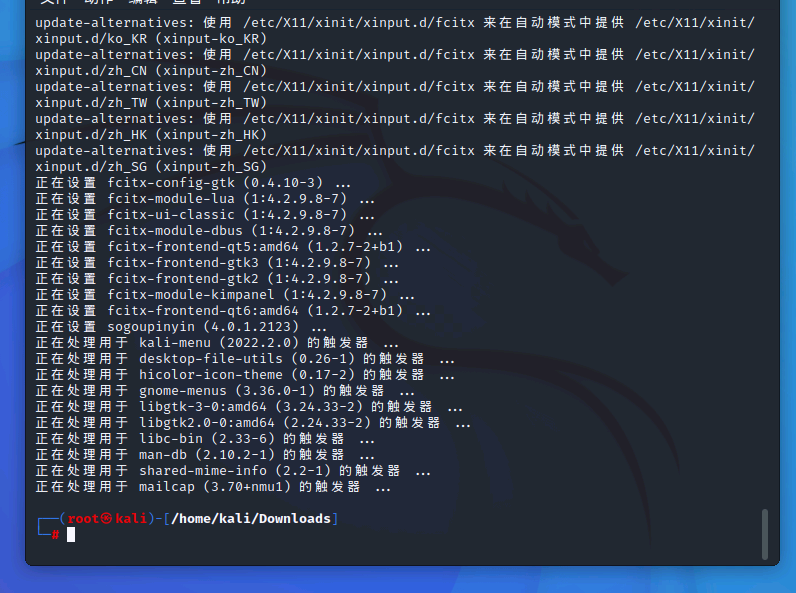 文件 动作 编辑 查看 帮助
update-alternatives: 使用 /etc/X11/xinit/xinput.d/fcitx 来在自动模式中提供 /etc/X11/xinit/
xinput.d/ko_KR (xinput-ko_KR)
update-alternatives: 使用 /etc/X11/xinit/xinput.d/fcitx 来在自动模式中提供 /etc/X11/xinit/
xinput.d/zh_CN (xinput-zh_CN)
update-alternatives: 使用 /etc/X11/xinit/xinput.d/fcitx 来在自动模式中提供 /etc/X11/xinit/
xinput.d/zh_TW (xinput-zh_TW)
update-alternatives: 使用 /etc/X11/xinit/xinput.d/fcitx 来在自动模式中提供 /etc/X11/xinit/
xinput.d/zh_HK (xinput-zh_HK)
update-alternatives: 使用 /etc/X11/xinit/xinput.d/fcitx 来在自动模式中提供 /etc/X11/xinit/
xinput.d/zh_SG (xinput-zh_SG)
正在设置 fcitx-config-gtk (0.4.10-3) ...
正在设置 fcitx-module-lua (1:4.2.9.8-7) ...
正在设置 fcitx-ui-classic (1:4.2.9.8-7) ...
正在设置 fcitx-module-dbus (1:4.2.9.8-7) ...
正在设置 fcitx-frontend-qt5:amd64 (1.2.7-2+b1) ...
正在设置 fcitx-frontend-gtk3 (1:4.2.9.8-7) ...
正在设置 fcitx-frontend-gtk2 (1:4.2.9.8-7) ...
正在设置 fcitx-module-kimpanel (1:4.2.9.8-7) ...
正在设置 fcitx-frontend-qt6:amd64 (1.2.7-2+b1) ...
正在设置 sogoupinyin (4.0.1.2123) ...
正在处理用于 kali-menu (2022.2.0) 的触发器 ...
正在处理用于 desktop-file-utils (0.26-1) 的触发器 ...
正在处理用于 hicolor-icon-theme (0.17-2) 的触发器 ...
正在处理用于 gnome-menus (3.36.0-1) 的触发器 ...
正在处理用于 libgtk-3-0:amd64 (3.24.33-2) 的触发器 ...
正在处理用于 libgtk2.0-0:amd64 (2.24.33-2) 的触发器 ...
正在处理用于 libc-bin (2.33-6) 的触发器 ...
正在处理用于 man-db (2.10.2-1) 的触发器 ...
正在处理用于 shared-mime-info (2.2-1) 的触发器 ...
正在处理用于 mailcap (3.70+nmu1) 的触发器 ...
┌──(root㉿kali)-[/home/kali/Downloads]
└─#